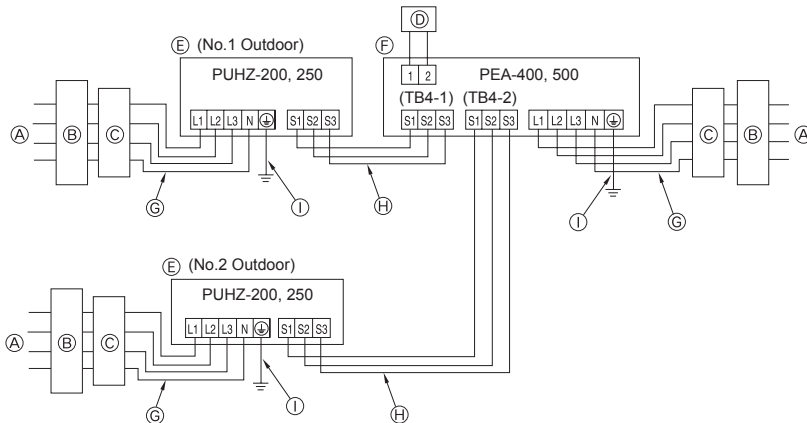 Ⓓ
Ⓔ (No.1 Outdoor)
PUHZ-200, 250
L1 L2 L3 N S1 S2 S3
Ⓕ
1 2
PEA-400, 500
(TB4-1) (TB4-2)
S1 S2 S3 S1 S2 S3 L1 L2 L3 N
Ⓐ Ⓑ Ⓒ
Ⓒ Ⓑ Ⓐ
Ⓖ Ⓘ Ⓗ Ⓘ Ⓖ
Ⓔ (No.2 Outdoor)
PUHZ-200, 250
L1 L2 L3 N S1 S2 S3
Ⓐ Ⓑ Ⓒ
Ⓖ Ⓘ Ⓗ